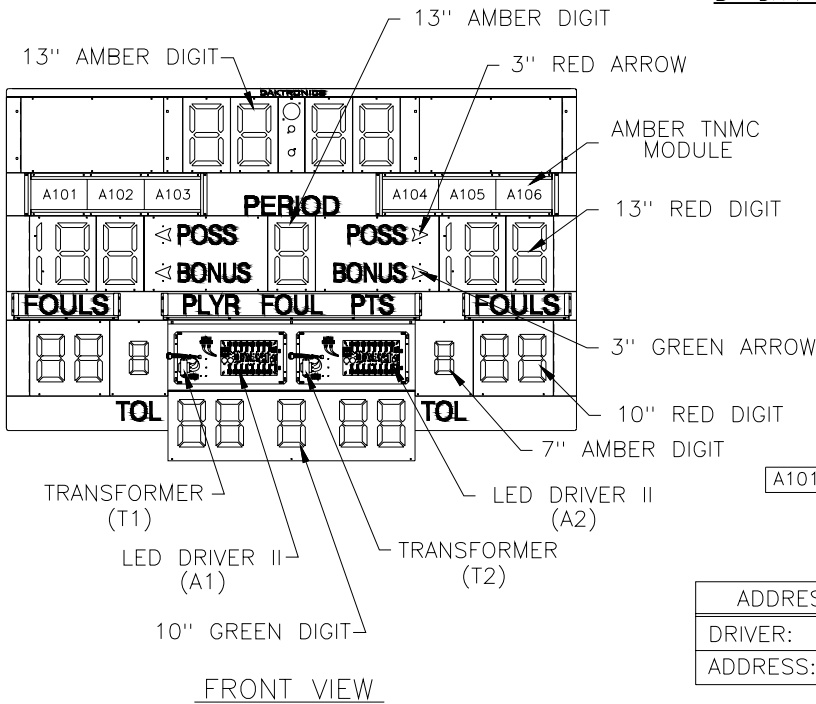 13" AMBER DIGIT
13" AMBER DIGIT
3" RED ARROW
DAKTRONICS
AMBER TNMC
MODULE
A101 A102 A103
A104 A105 A106
PERIOD
13" RED DIGIT
POSS
POSS
BONUS
BONUS
FOULS
PLYR FOUL PTS
FOULS
3" GREEN ARROW
10" RED DIGIT
TOL
TOL
7" AMBER DIGIT
A101
TRANSFORMER
(T1)
LED DRIVER II
(A2)
LED DRIVER II
(A1)
TRANSFORMER
(T2)
10" GREEN DIGIT
ADDRES
DRIVER:
ADDRESS:
FRONT VIEW